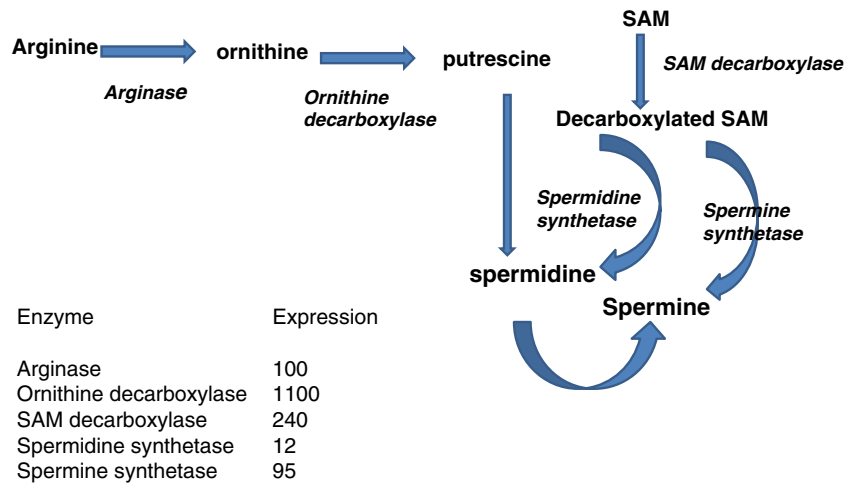 SAM
Arginine
ornithine
putrescine
SAM decarboxylase
Arginase
Ornithine
decarboxylase
Decarboxylated SAM
Spermidine
synthetase
Spermine
synthetase
spermidine
Spermine
Enzyme Expression
Arginase 100
Ornithine decarboxylase 1100
SAM decarboxylase 240
Spermidine synthetase 12
Spermine synthetase 95